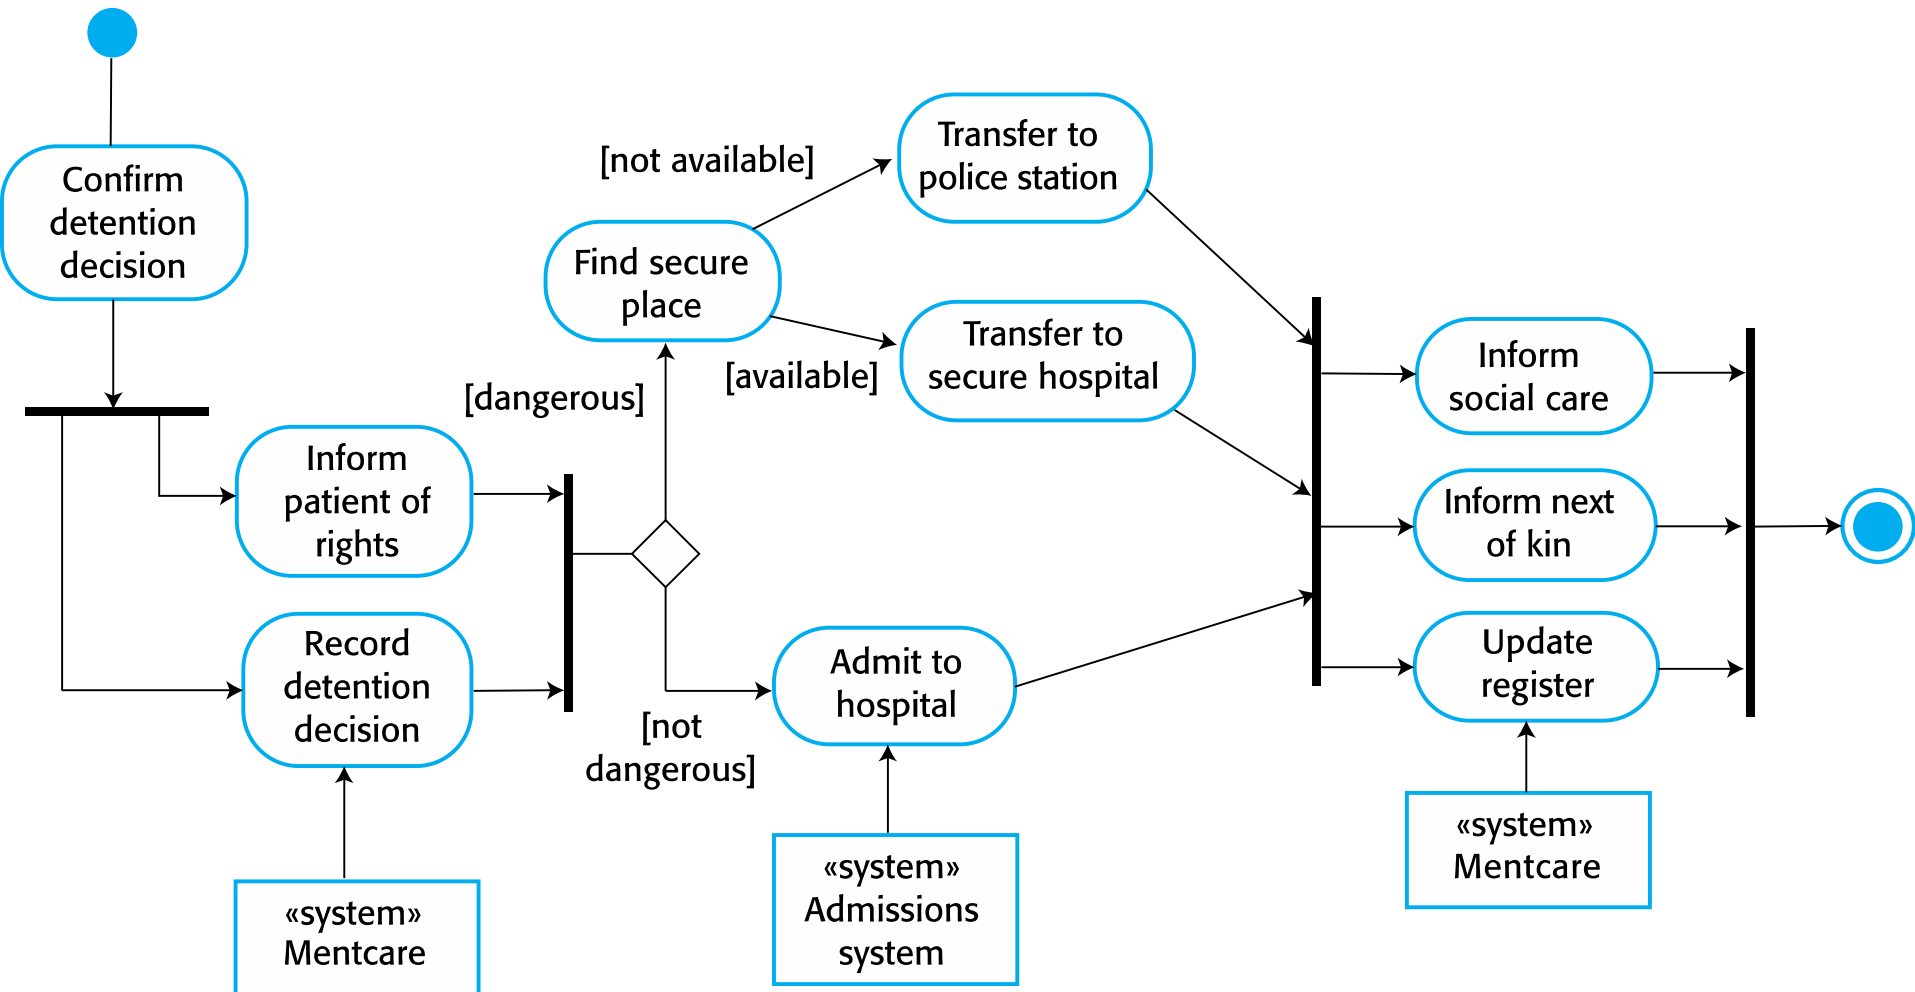 Confirm
detention
decision
Inform
patient of
rights
Record
detention
decision
«system»
Mentcare
[dangerous]
[not
dangerous]
Find secure
place
[not available]
[available]
Transfer to
police station
Transfer to
secure hospital
Admit to
hospital
«system»
Admissions
system
Inform
social care
Inform next
of kin
Update
register
«system»
Mentcare